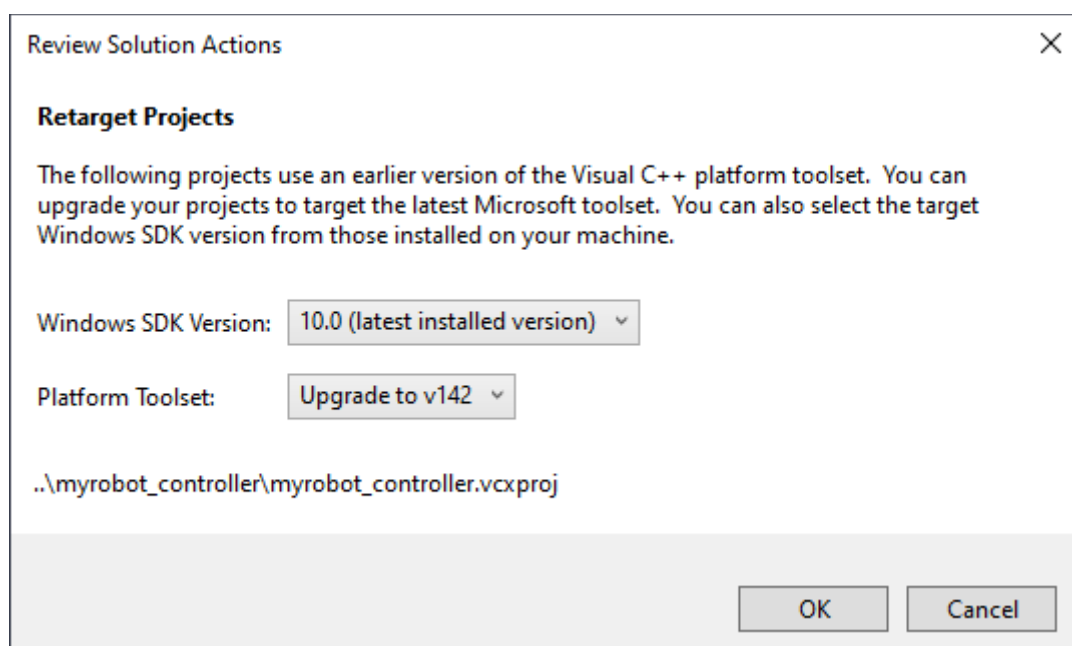 Review Solution Actions
Retarget Projects
The following projects use an earlier version of the Visual C++ platform toolset.  You can
upgrade your projects to target the latest Microsoft toolset.  You can also select the target
Windows SDK version from those installed on your machine.
Windows SDK Version: 10.0 (latest installed version)
Platform Toolset: Upgrade to v142
..\myrobot_controller\myrobot_controller.vcxproj
OK Cancel